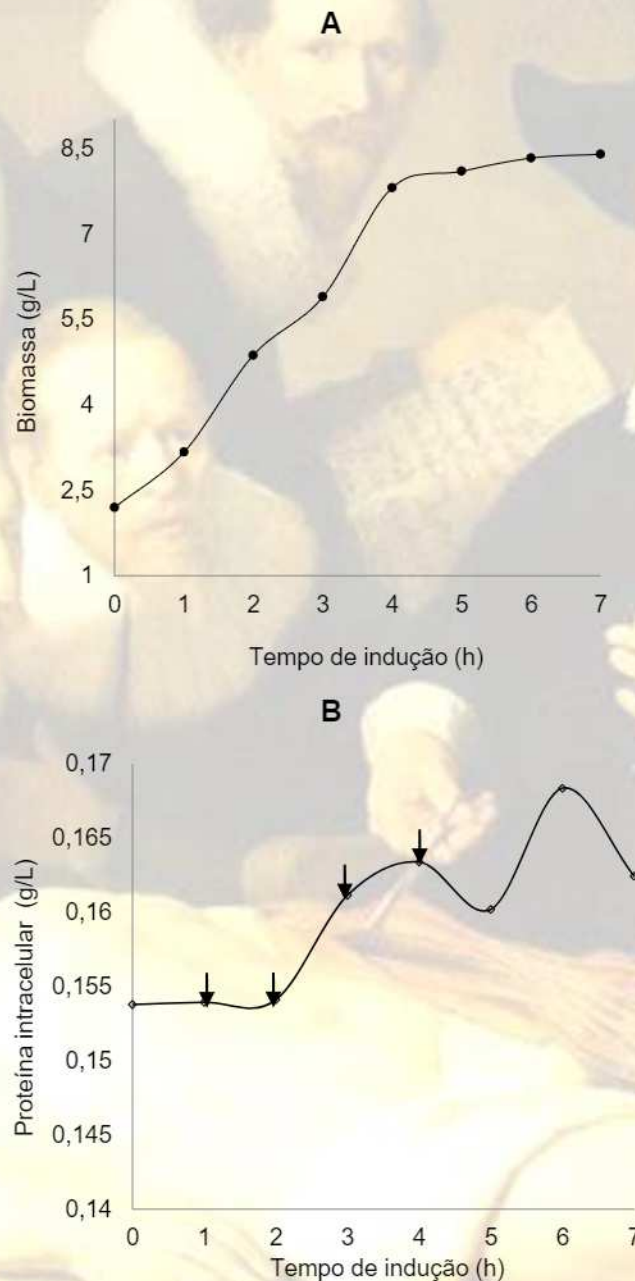 A
8,5
7
5,5
4
2,5
1
Biomassa (g/L)
0 1 2 3 4 5 6 7
Tempo de indução (h)
B
0,17
0,165
0,16
0,154
0,15
0,145
0,14
Proteína intracelular (g/L)
0 1 2 3 4 5 6 7
Tempo de indução (h)